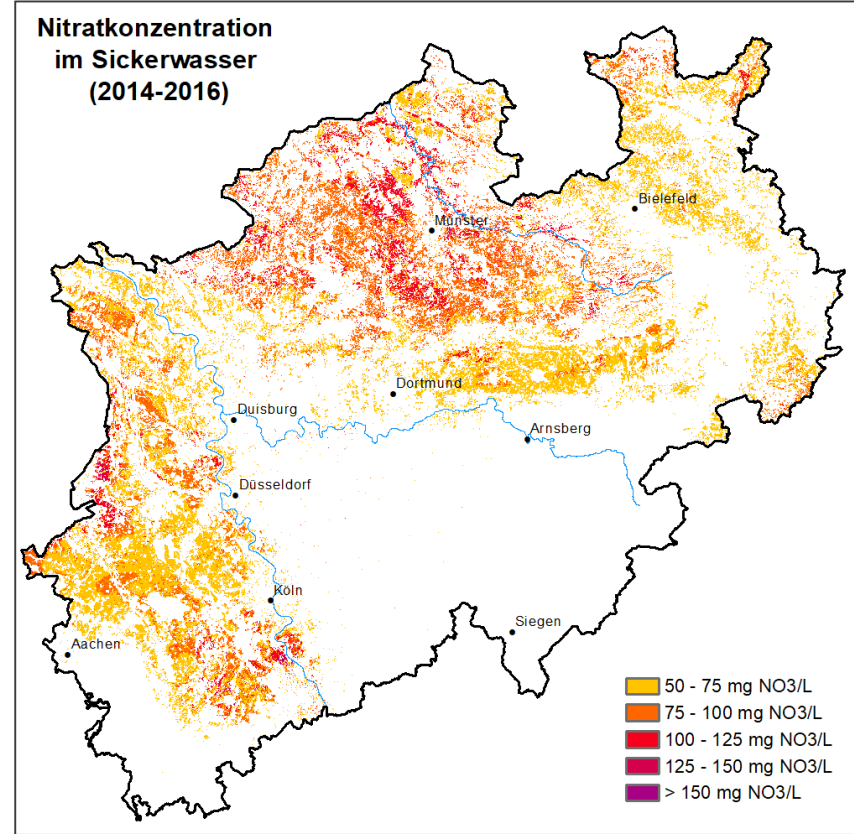 Nitratkonzentration
im Sickerwasser
(2014-2016)
Bielefeld
Münster
Dortmund
Duisburg
Arnsberg
Düsseldorf
Köln
Siegen
Aachen
50 - 75 mg NO3/L
75 - 100 mg NO3/L
100 - 125 mg NO3/L
125 - 150 mg NO3/L
> 150 mg NO3/L